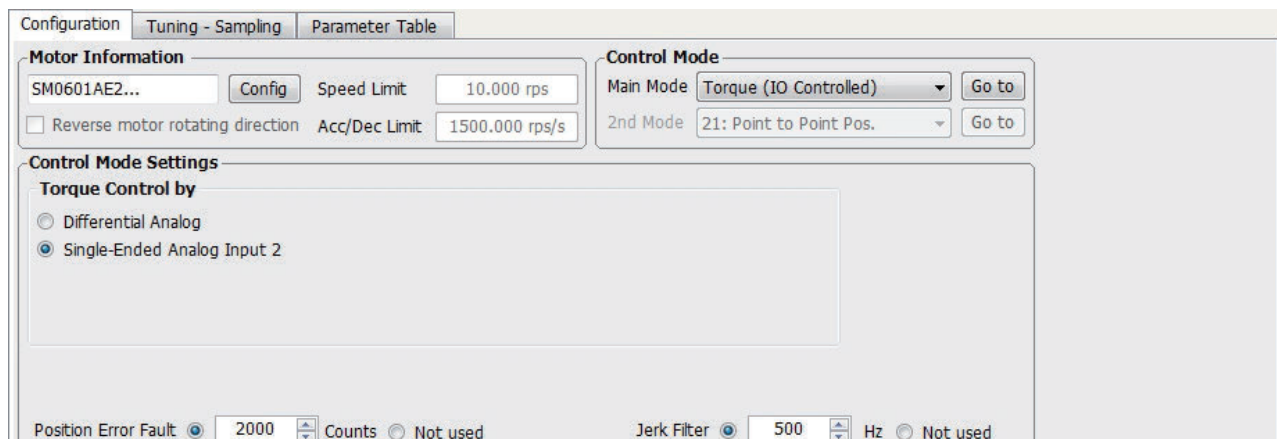 Configuration Tuning - Sampling Parameter Table
Motor Information
SM0601AE2... Config Speed Limit 10.000 rps
Reverse motor rotating direction Acc/Dec Limit 1500.000 rps/s
Control Mode
Main Mode Torque (IO Controlled) Go to
2nd Mode 21: Point to Point Pos. Go to
Control Mode Settings
Torque Control by
Differential Analog
Single-Ended Analog Input 2
Position Error Fault 2000 Counts Not used Jerk Filter 500 Hz Not used